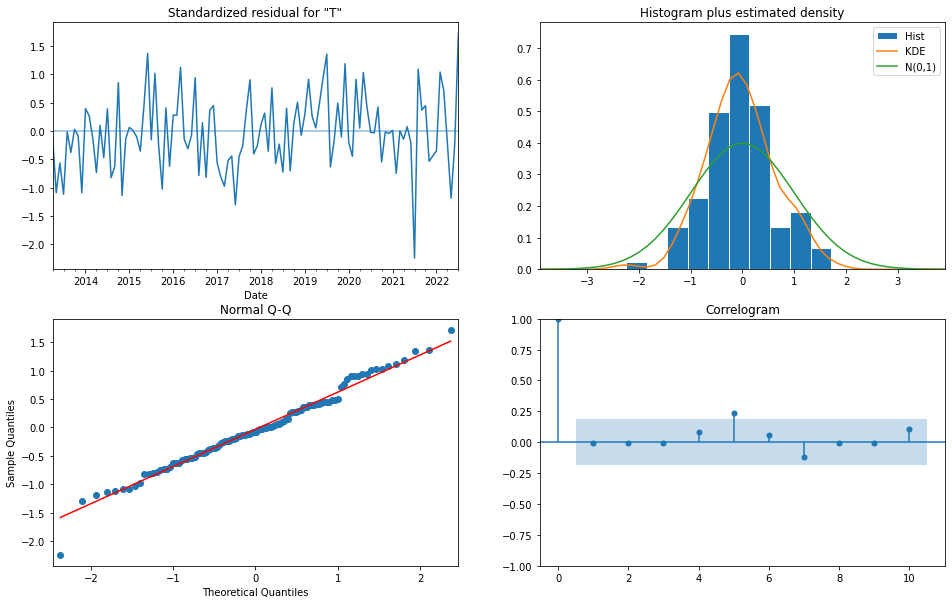 Standardized residual for "T"
1.5
1.0
0.5
0.0
−0.5
−1.0
−1.5
−2.0
2014 2015 2016 2017 2018 2019 2020 2021 2022
Date
Histogram plus estimated density
Hist
KDE
N(0,1)
0.7
0.6
0.5
0.4
0.3
0.2
0.1
0.0
−3 −2 −1 0 1 2 3
Normal Q-Q
Sample Quantiles
1.5
1.0
0.5
0.0
−0.5
−1.0
−1.5
−2.0
−2 −1 0 1 2
Theoretical Quantiles
Correlogram
1.00
0.75
0.50
0.25
0.00
−0.25
−0.50
−0.75
−1.00
0 2 4 6 8 10